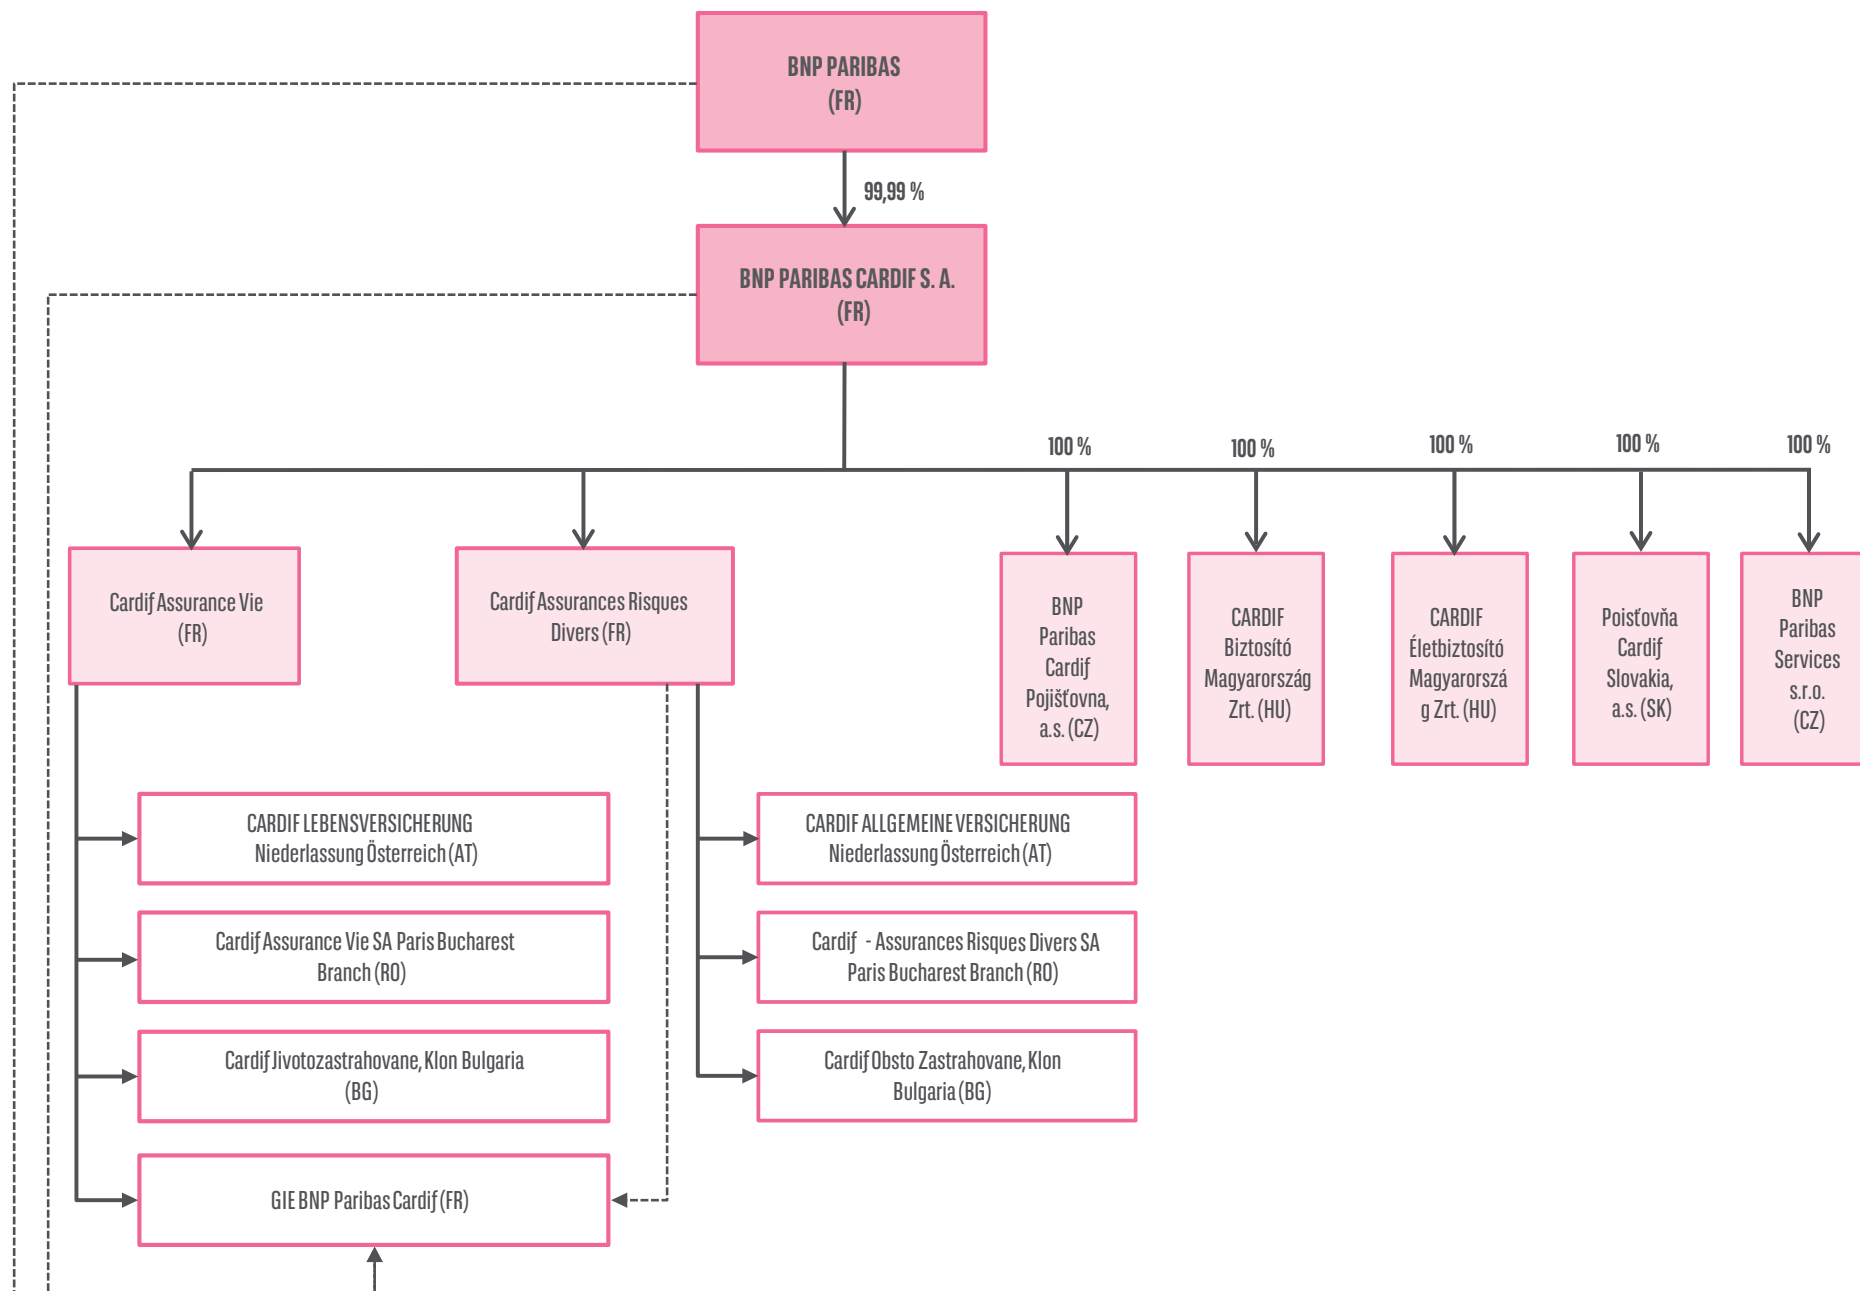 BNP PARIBAS
(FR)
99,99 %
BNP PARIBAS CARDIF S. A.
(FR)
100 %
100 %
100 %
100 %
100 %
Cardif Assurance Vie
(FR)
Cardif Assurances Risques
Divers (FR)
BNP
Paribas
Cardif
Pojišťovna,
a.s. (CZ)
CARDIF
Biztosító
Magyarország
Zrt. (HU)
CARDIF
Életbiztosító
Magyarorszá
g Zrt. (HU)
Poisťovňa
Cardif
Slovakia,
a.s. (SK)
BNP
Paribas
Services
s.r.o.
(CZ)
CARDIF LEBENSVERSICHERUNG
Niederlassung Österreich (AT)
CARDIF ALLGEMEINE VERSICHERUNG
Niederlassung Österreich (AT)
Cardif Assurance Vie SA Paris Bucharest
Branch (RO)
Cardif - Assurances Risques Divers SA
Paris Bucharest Branch (RO)
Cardif Jivotozastrahovane, Klon Bulgaria
(BG)
Cardif Obsto Zastrahovane, Klon
Bulgaria (BG)
GIE BNP Paribas Cardif (FR)